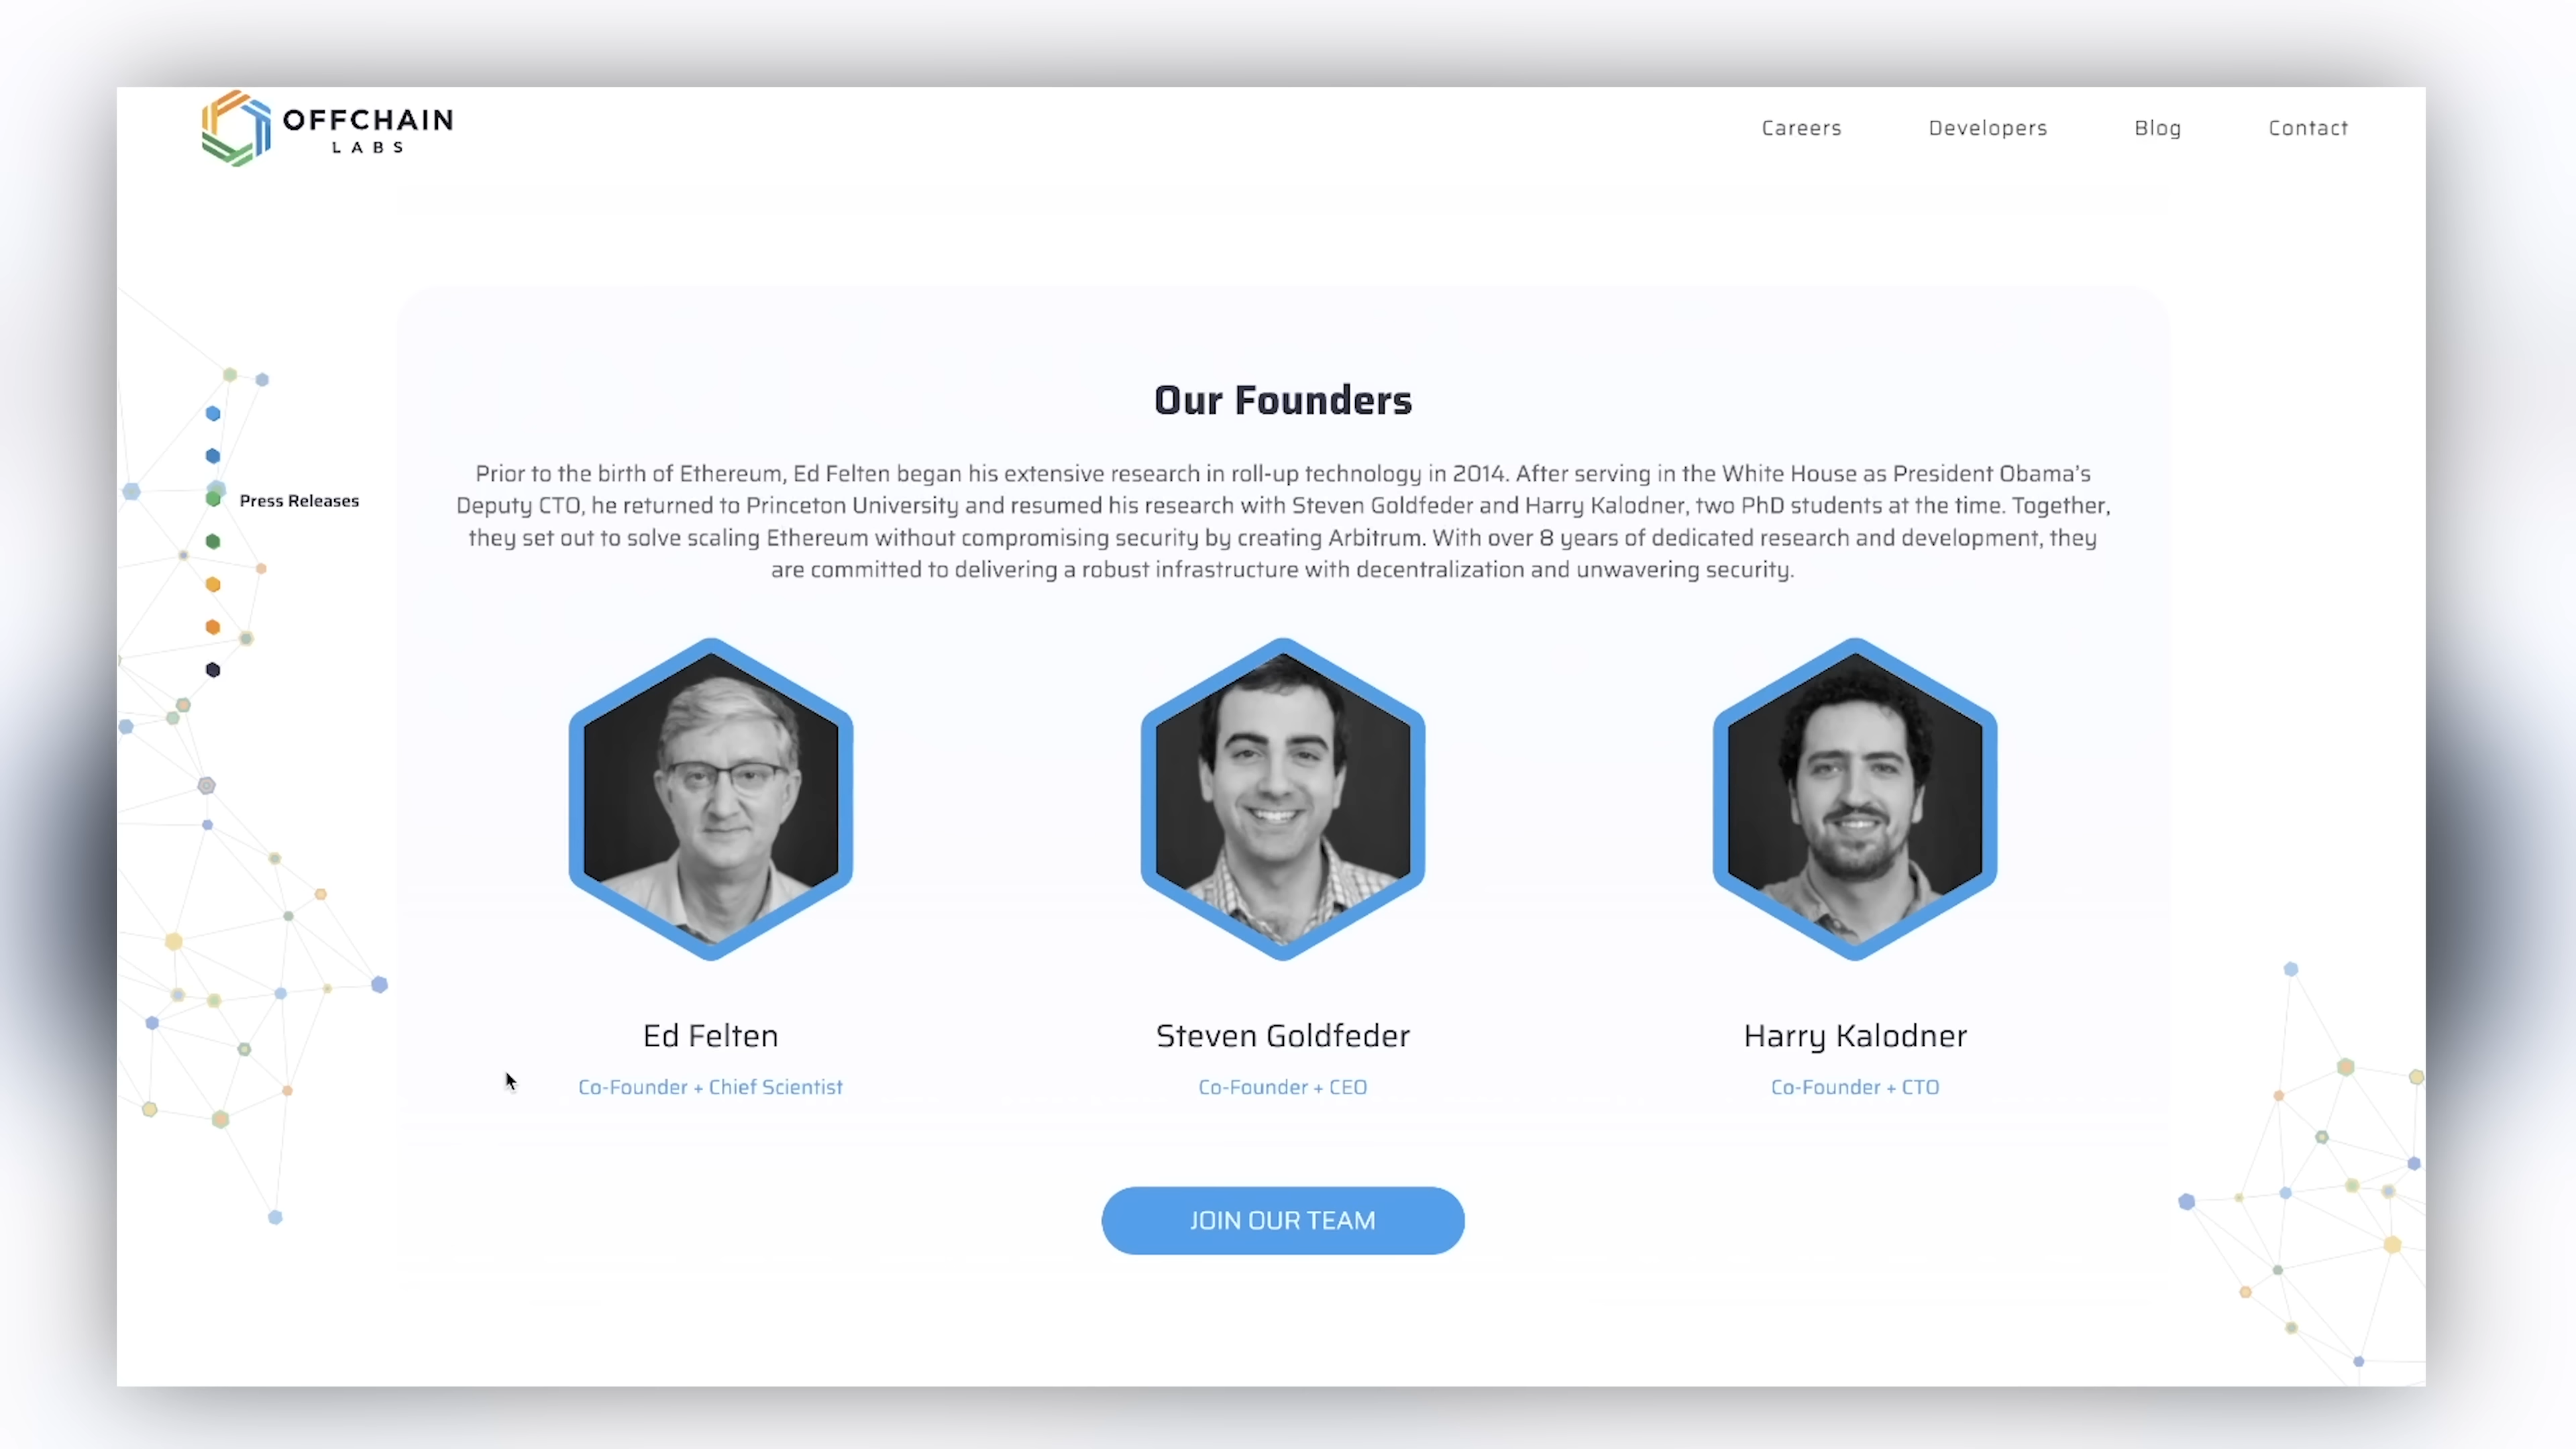 OFFCHAIN
LABS
Careers
Developers
Blog
Contact
Press Releases
Our Founders
Prior to the birth of Ethereum, Ed Felten began his extensive research in roll-up technology in 2014. After serving in the White House as President Obama's
Deputy CTO, he returned to Princeton University and resumed his research with Steven Goldfeder and Harry Kalodner, two PhD students at the time. Together,
they set out to solve scaling Ethereum without compromising security by creating Arbitrum. With over 8 years of dedicated research and development, they
are committed to delivering a robust infrastructure with decentralization and unwavering security.
Ed Felten
Co-Founder + Chief Scientist
Steven Goldfeder
Co-Founder + CEO
Harry Kalodner
Co-Founder + CTO
JOIN OUR TEAM